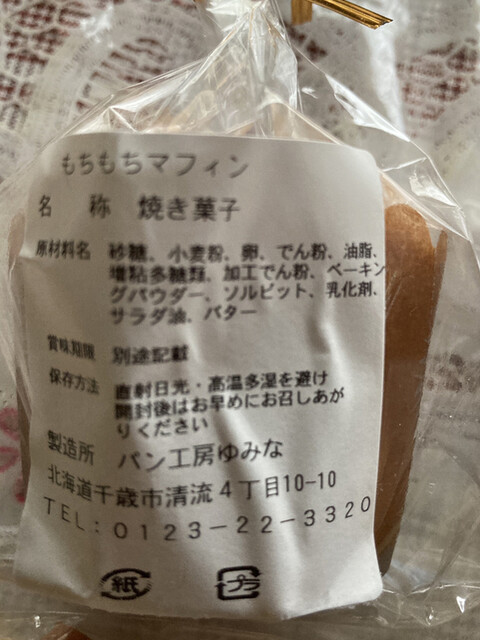 もちもちマフィン
名　称　焼き菓子
原材料名　砂糖、小麦粉、卵、でん粉、油脂、
増粘多糖類、加工でん粉、ベーキン
グパウダー、ソルビット、乳化剤、
サラダ油、バター
賞味期限　別途記載
保存方法　直射日光・高温多湿を避け
開封後はお早めにお召しあが
りください
製造所　パン工房ゆみな
北海道千歳市清流4丁目10-10
TEL:0123-22-3320
紙　プラ